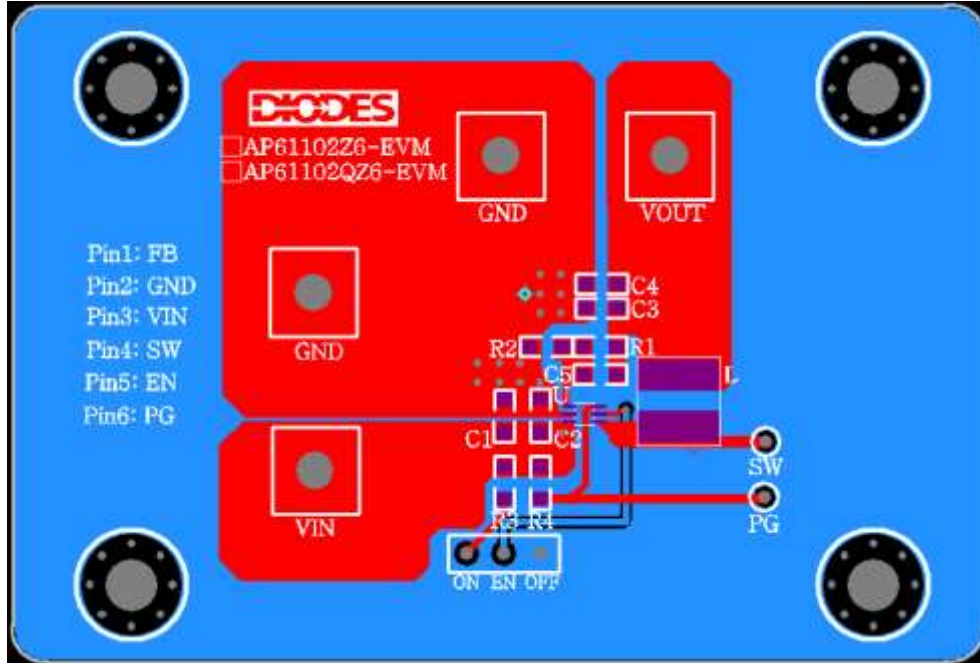 DIODES
AP61102Z6-EVM
AP61102QZ6-EVM
GND
VOUT
Pin1: FB
Pin2: GND
Pin3: VIN
Pin4: SW
Pin5: EN
Pin6: PG
GND
C4
C3
R2
R1
C5
L
U
C1
C2
SW
VIN
R3
R4
PG
ON EN OFF